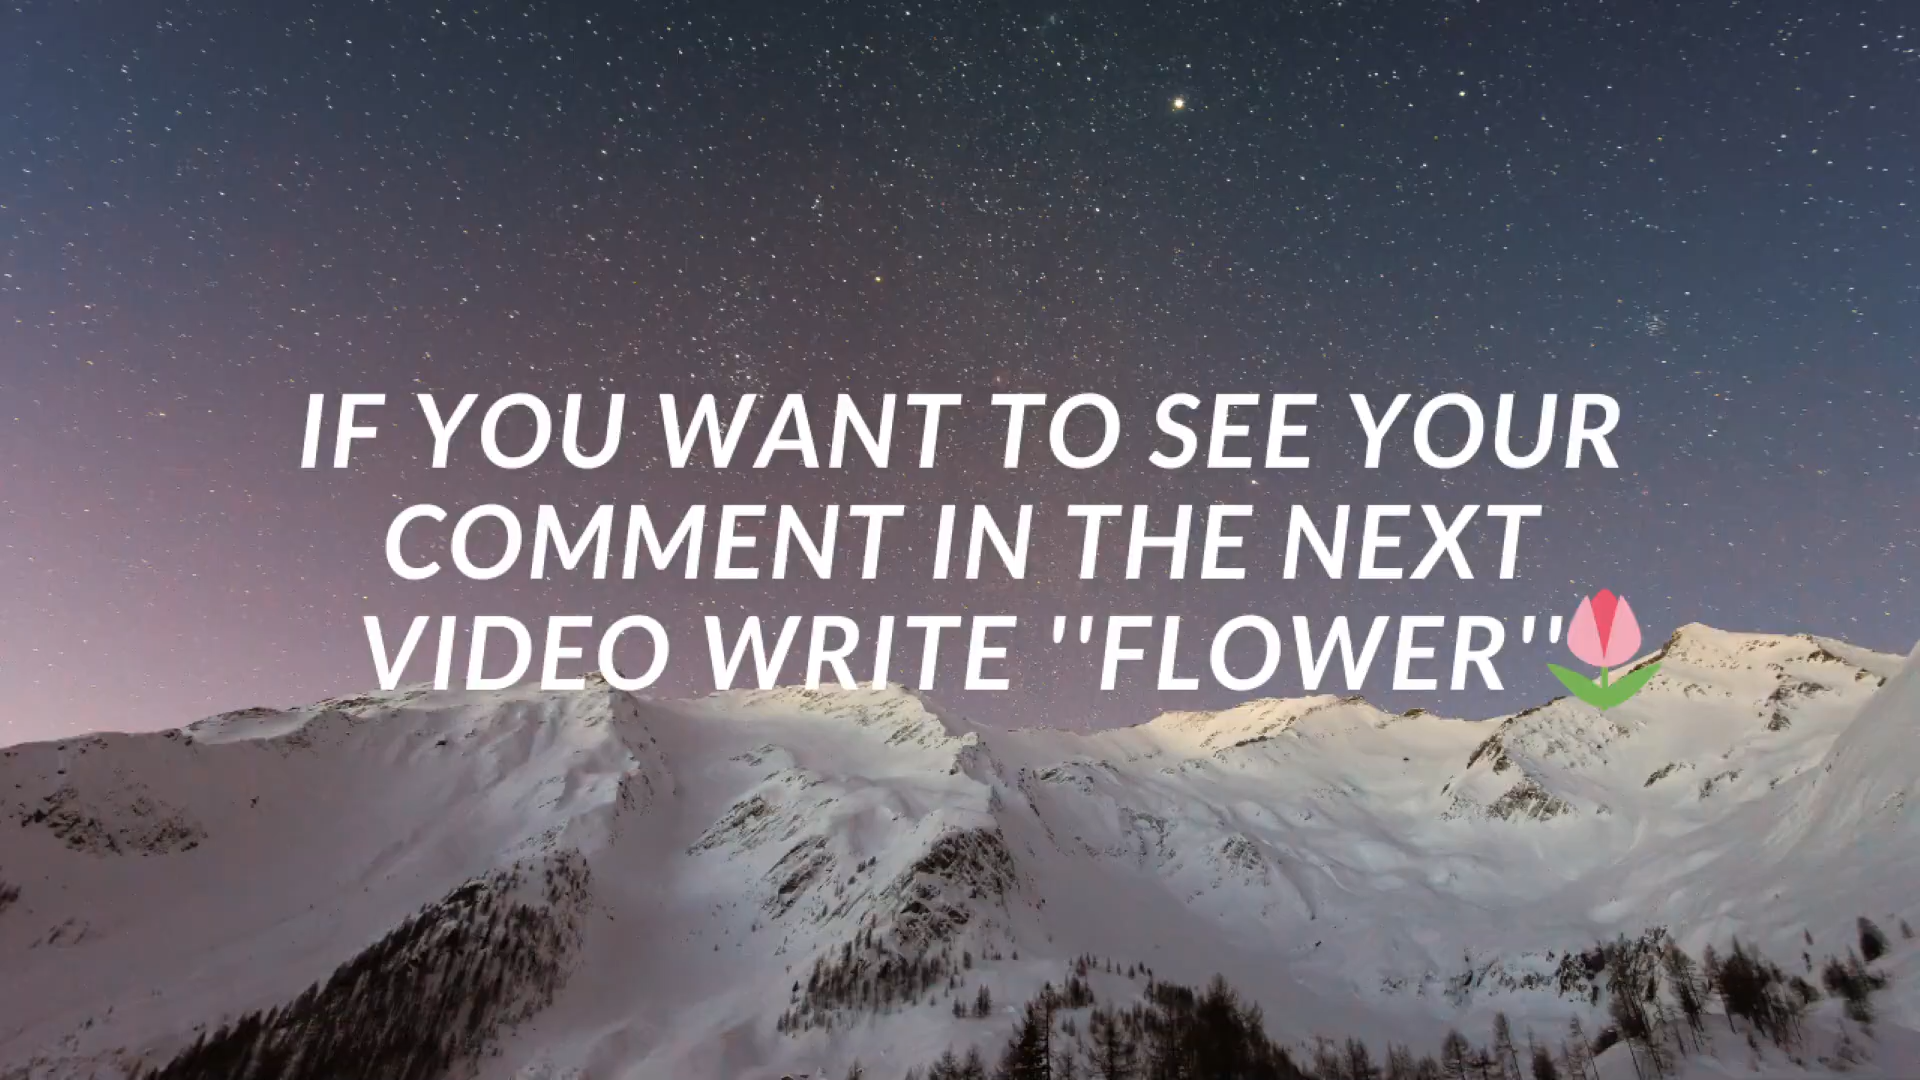 IF YOU WANT TO SEE YOUR
COMMENT IN THE NEXT
VIDEO WRITE ''FLOWER''🌷